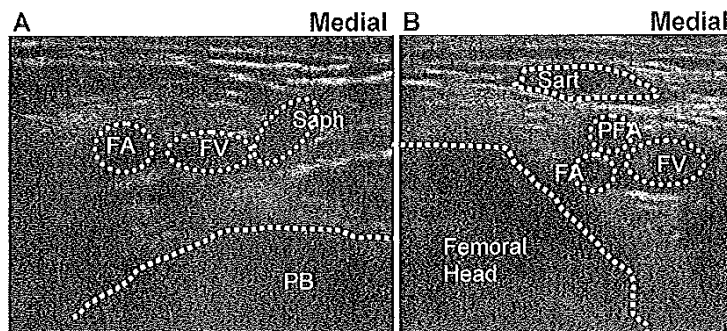 A
Medial
FA
FV
Saph
PB
B
Medial
Sart
PFA
FA
FV
Femoral
Head